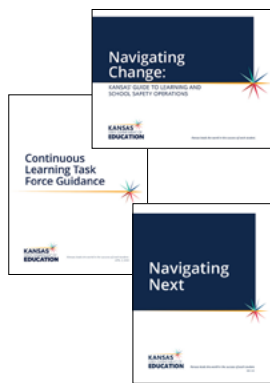 Navigating
Change:
KANSAS' GUIDE TO LEARNING AND
SCHOOL SAFETY OPERATIONS
KANSAS
EDUCATION
Continuous
Learning Task
Force Guidance
KANSAS
EDUCATION
Navigating
Next
KANSAS
EDUCATION